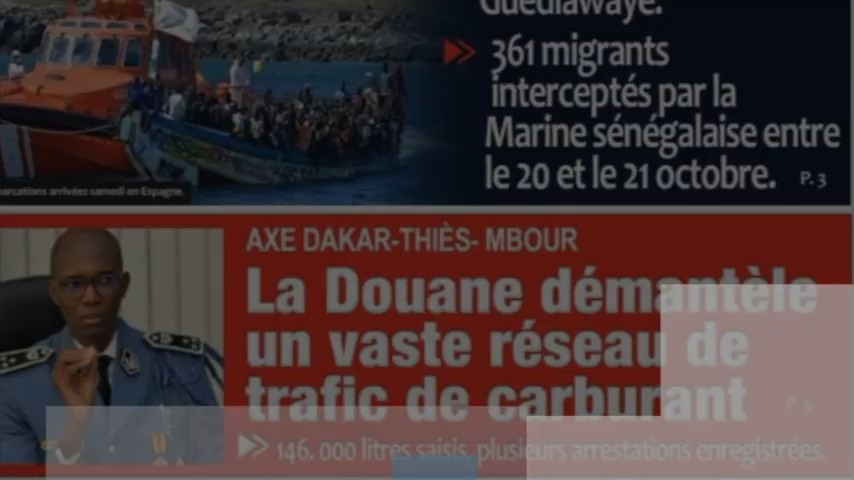 Guédiawaye.
361 migrants
interceptés par la
Marine sénégalaise entre
le 20 et le 21 octobre. P. 3
arcations arrivées samedi en Espagne.
AXE DAKAR-THIÈS- MBOUR
La Douane démantèle
un vaste réseau de
trafic de carburant P 5
146. 000 litres saisis, plusieurs arrestations enregistrées.